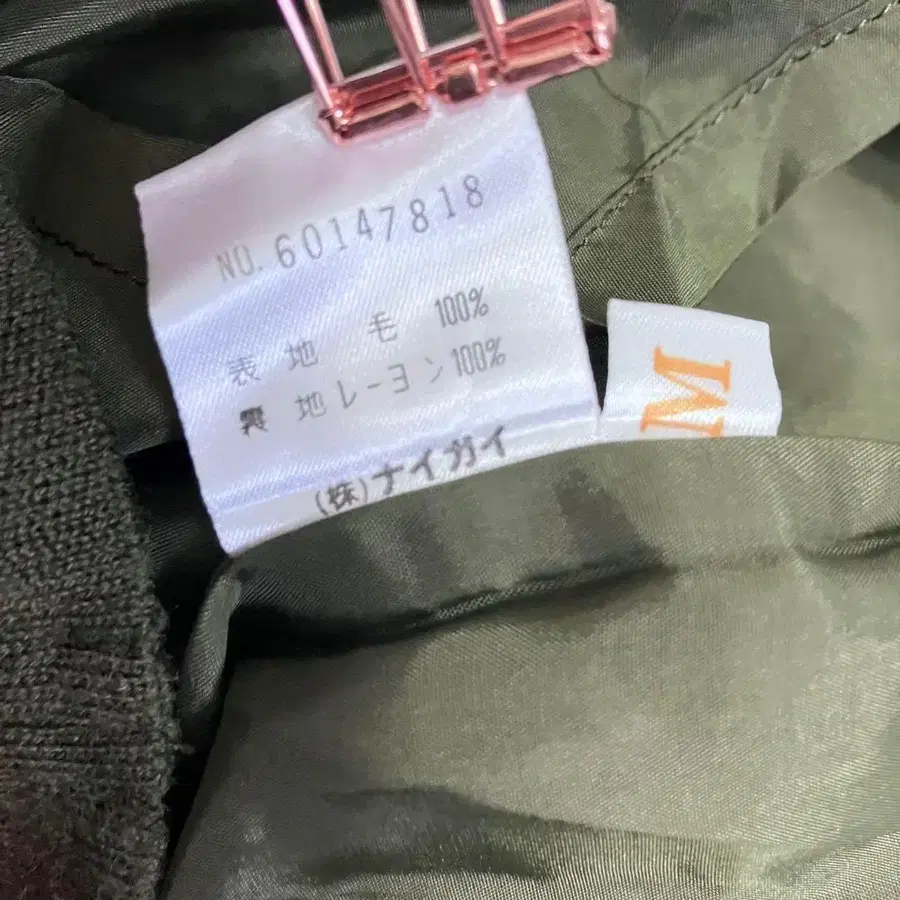 NO. 60147818
表地 毛 100%
裏地 レーヨン 100%
(株)ナイガイ
M